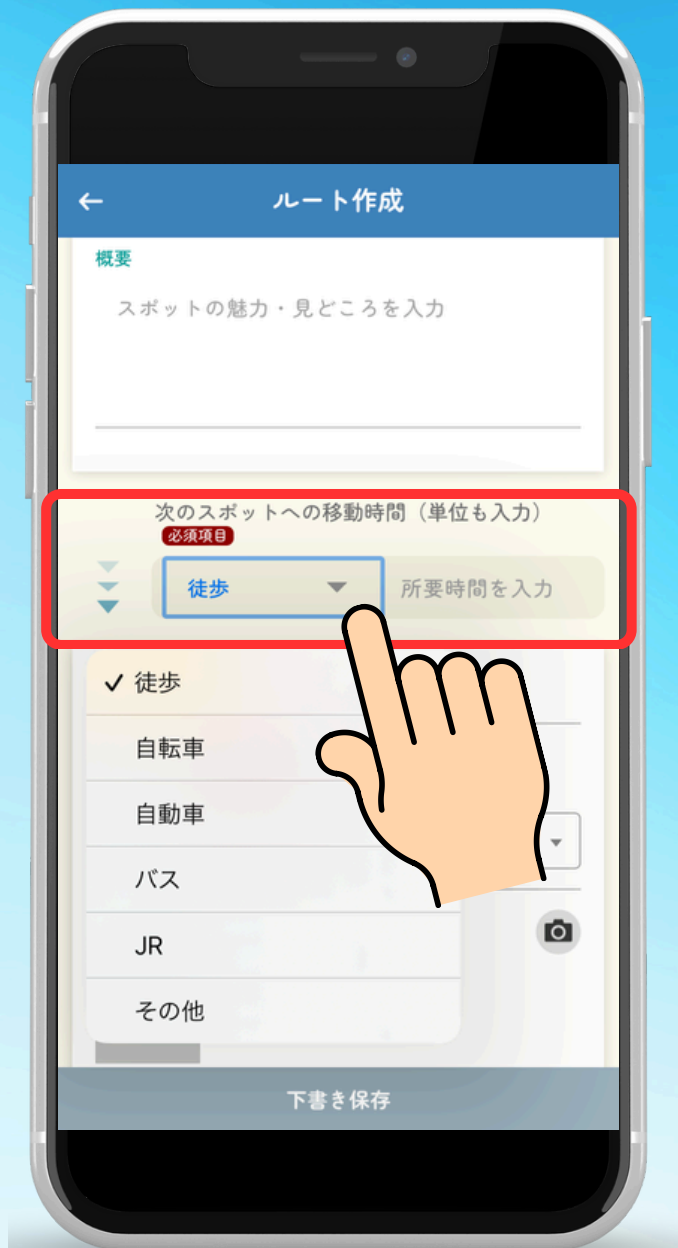 ルート作成
概要
スポットの魅力・見どころを入力
次のスポットへの移動時間（単位も入力）
必須項目
徒歩 所要時間を入力
徒歩
自転車
自動車
バス
JR
その他
下書き保存